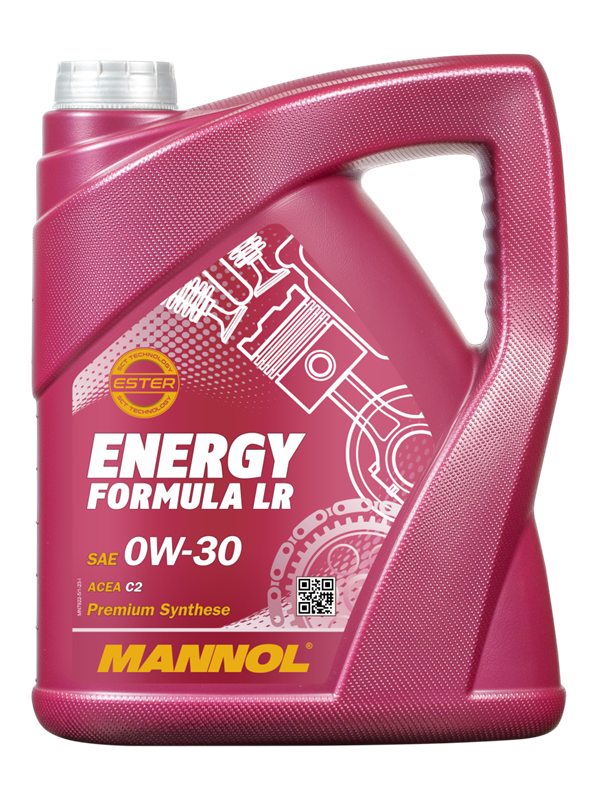 SCT TECHNOLOGY
ESTER
SCT TECHNOLOGY
ENERGY
FORMULA LR
SAE 0W-30
ACEA C2
Premium Synthese
MANNOL®